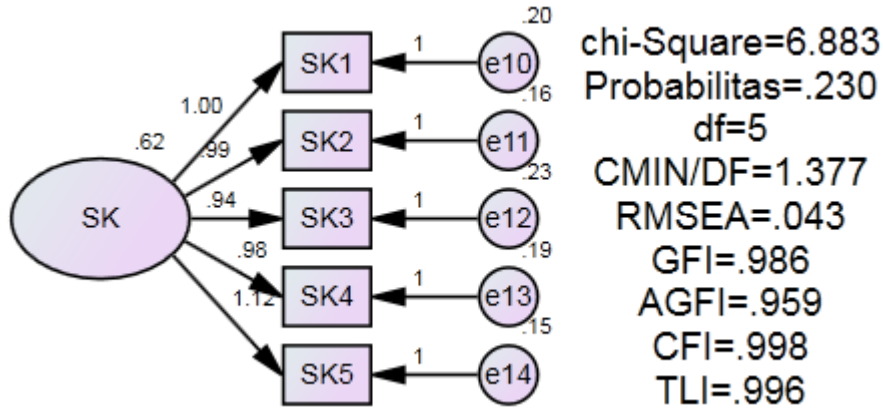 .20
SK1
1
e10
1.00
.16
.62
SK2
1
e11
.99
.23
SK
.94
SK3
1
e12
.19
.98
SK4
1
e13
1.12
.15
SK5
1
e14
chi-Square=6.883
Probabilitas=.230
df=5
CMIN/DF=1.377
RMSEA=.043
GFI=.986
AGFI=.959
CFI=.998
TLI=.996